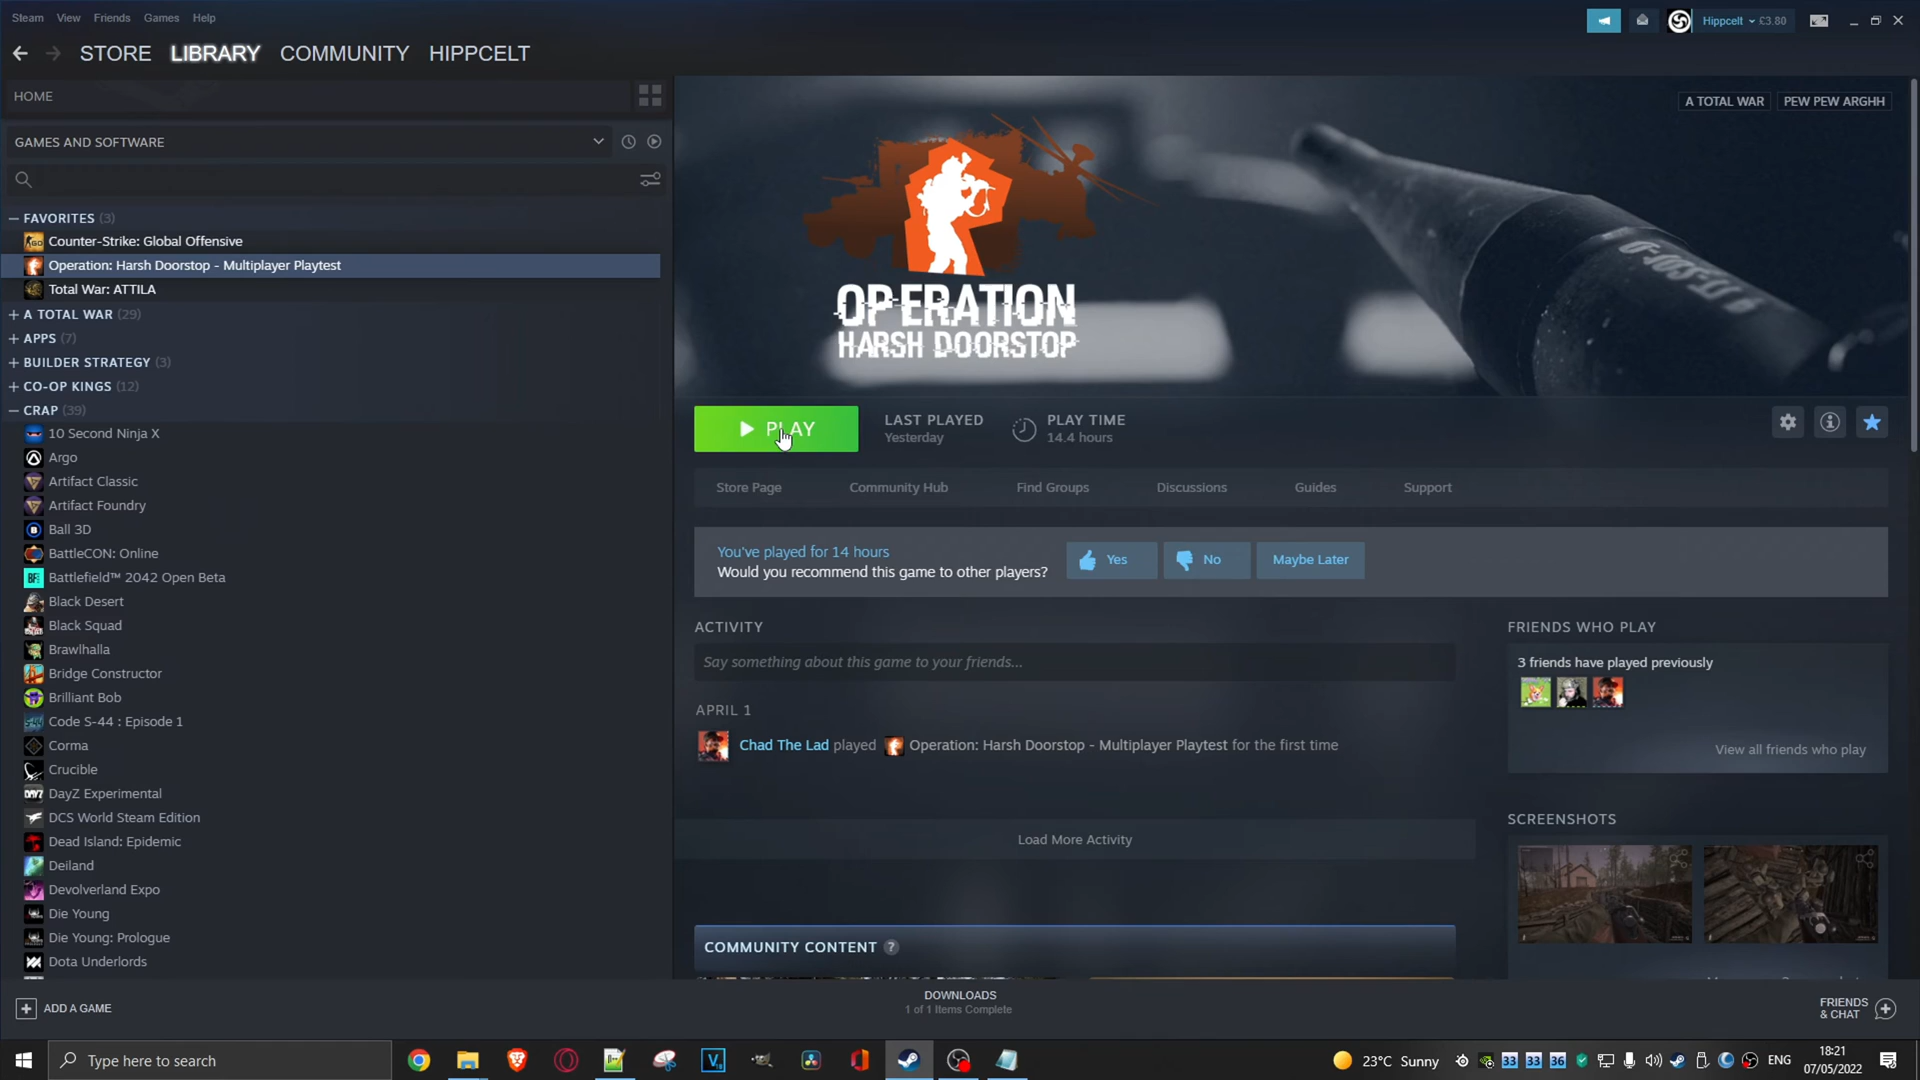 Steam View Friends Games Help
Hippcelt £3.80
STORE LIBRARY COMMUNITY HIPPCELT
HOME
GAMES AND SOFTWARE
FAVORITES (3)
Counter-Strike: Global Offensive
Operation: Harsh Doorstop - Multiplayer Playtest
Total War: ATTILA
A TOTAL WAR (29)
APPS (7)
BUILDER STRATEGY (3)
CO-OP KINGS (12)
CRAP (39)
10 Second Ninja X
Argo
Artifact Classic
Artifact Foundry
Ball 3D
BattleCON: Online
Battlefield™ 2042 Open Beta
Black Desert
Black Squad
Brawlhalla
Bridge Constructor
Brilliant Bob
Code S-44 : Episode 1
Corma
Crucible
DayZ Experimental
DCS World Steam Edition
Dead Island: Epidemic
Deiland
Devolverland Expo
Die Young
Die Young: Prologue
Dota Underlords
ADD A GAME
A TOTAL WAR PEW PEW ARGHH
OPERATION
HARSH DOORSTOP
PLAY
LAST PLAYED
Yesterday
PLAY TIME
14.4 hours
Store Page Community Hub Find Groups Discussions Guides Support
You've played for 14 hours
Would you recommend this game to other players?
Yes No Maybe Later
ACTIVITY
Say something about this game to your friends...
APRIL 1
Chad The Lad played Operation: Harsh Doorstop - Multiplayer Playtest for the first time
Load More Activity
COMMUNITY CONTENT ?
FRIENDS WHO PLAY
3 friends have played previously
View all friends who play
SCREENSHOTS
DOWNLOADS
1 of 1 Items Complete
FRIENDS
& CHAT
Type here to search
23°C Sunny
33 33 36
ENG
18:21
07/05/2022